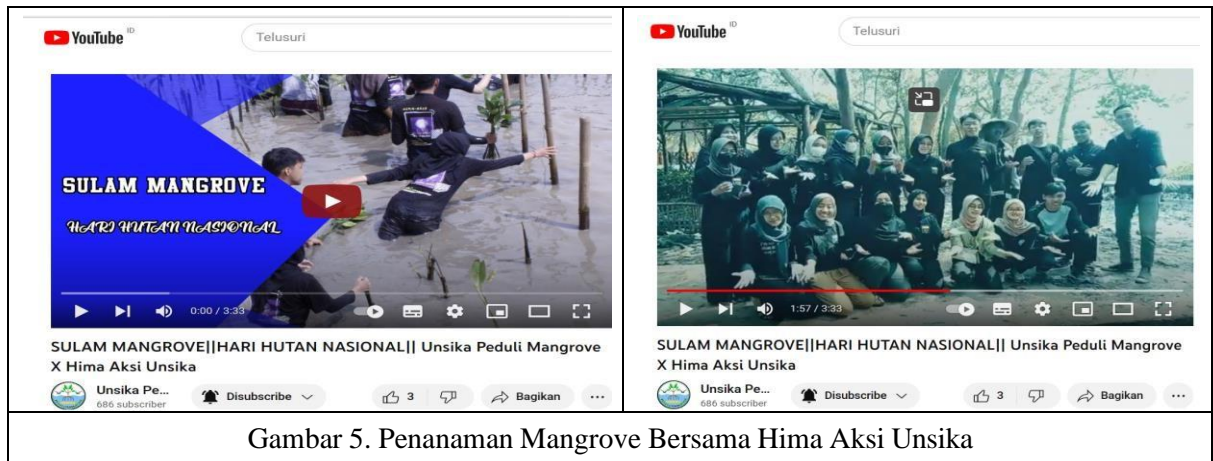 YouTube ID
Telusuri
SULAM MANGROVE
HARI HUTAN NASIONAL
0:00 / 3:33
SULAM MANGROVE||HARI HUTAN NASIONAL|| Unsika Peduli Mangrove
X Hima Aksi Unsika
Unsika Pe...
686 subscriber
Disubscribe
3
Bagikan
YouTube ID
Telusuri
1:57 / 3:33
SULAM MANGROVE||HARI HUTAN NASIONAL|| Unsika Peduli Mangrove
X Hima Aksi Unsika
Unsika Pe...
686 subscriber
Disubscribe
3
Bagikan
Gambar 5. Penanaman Mangrove Bersama Hima Aksi Unsika